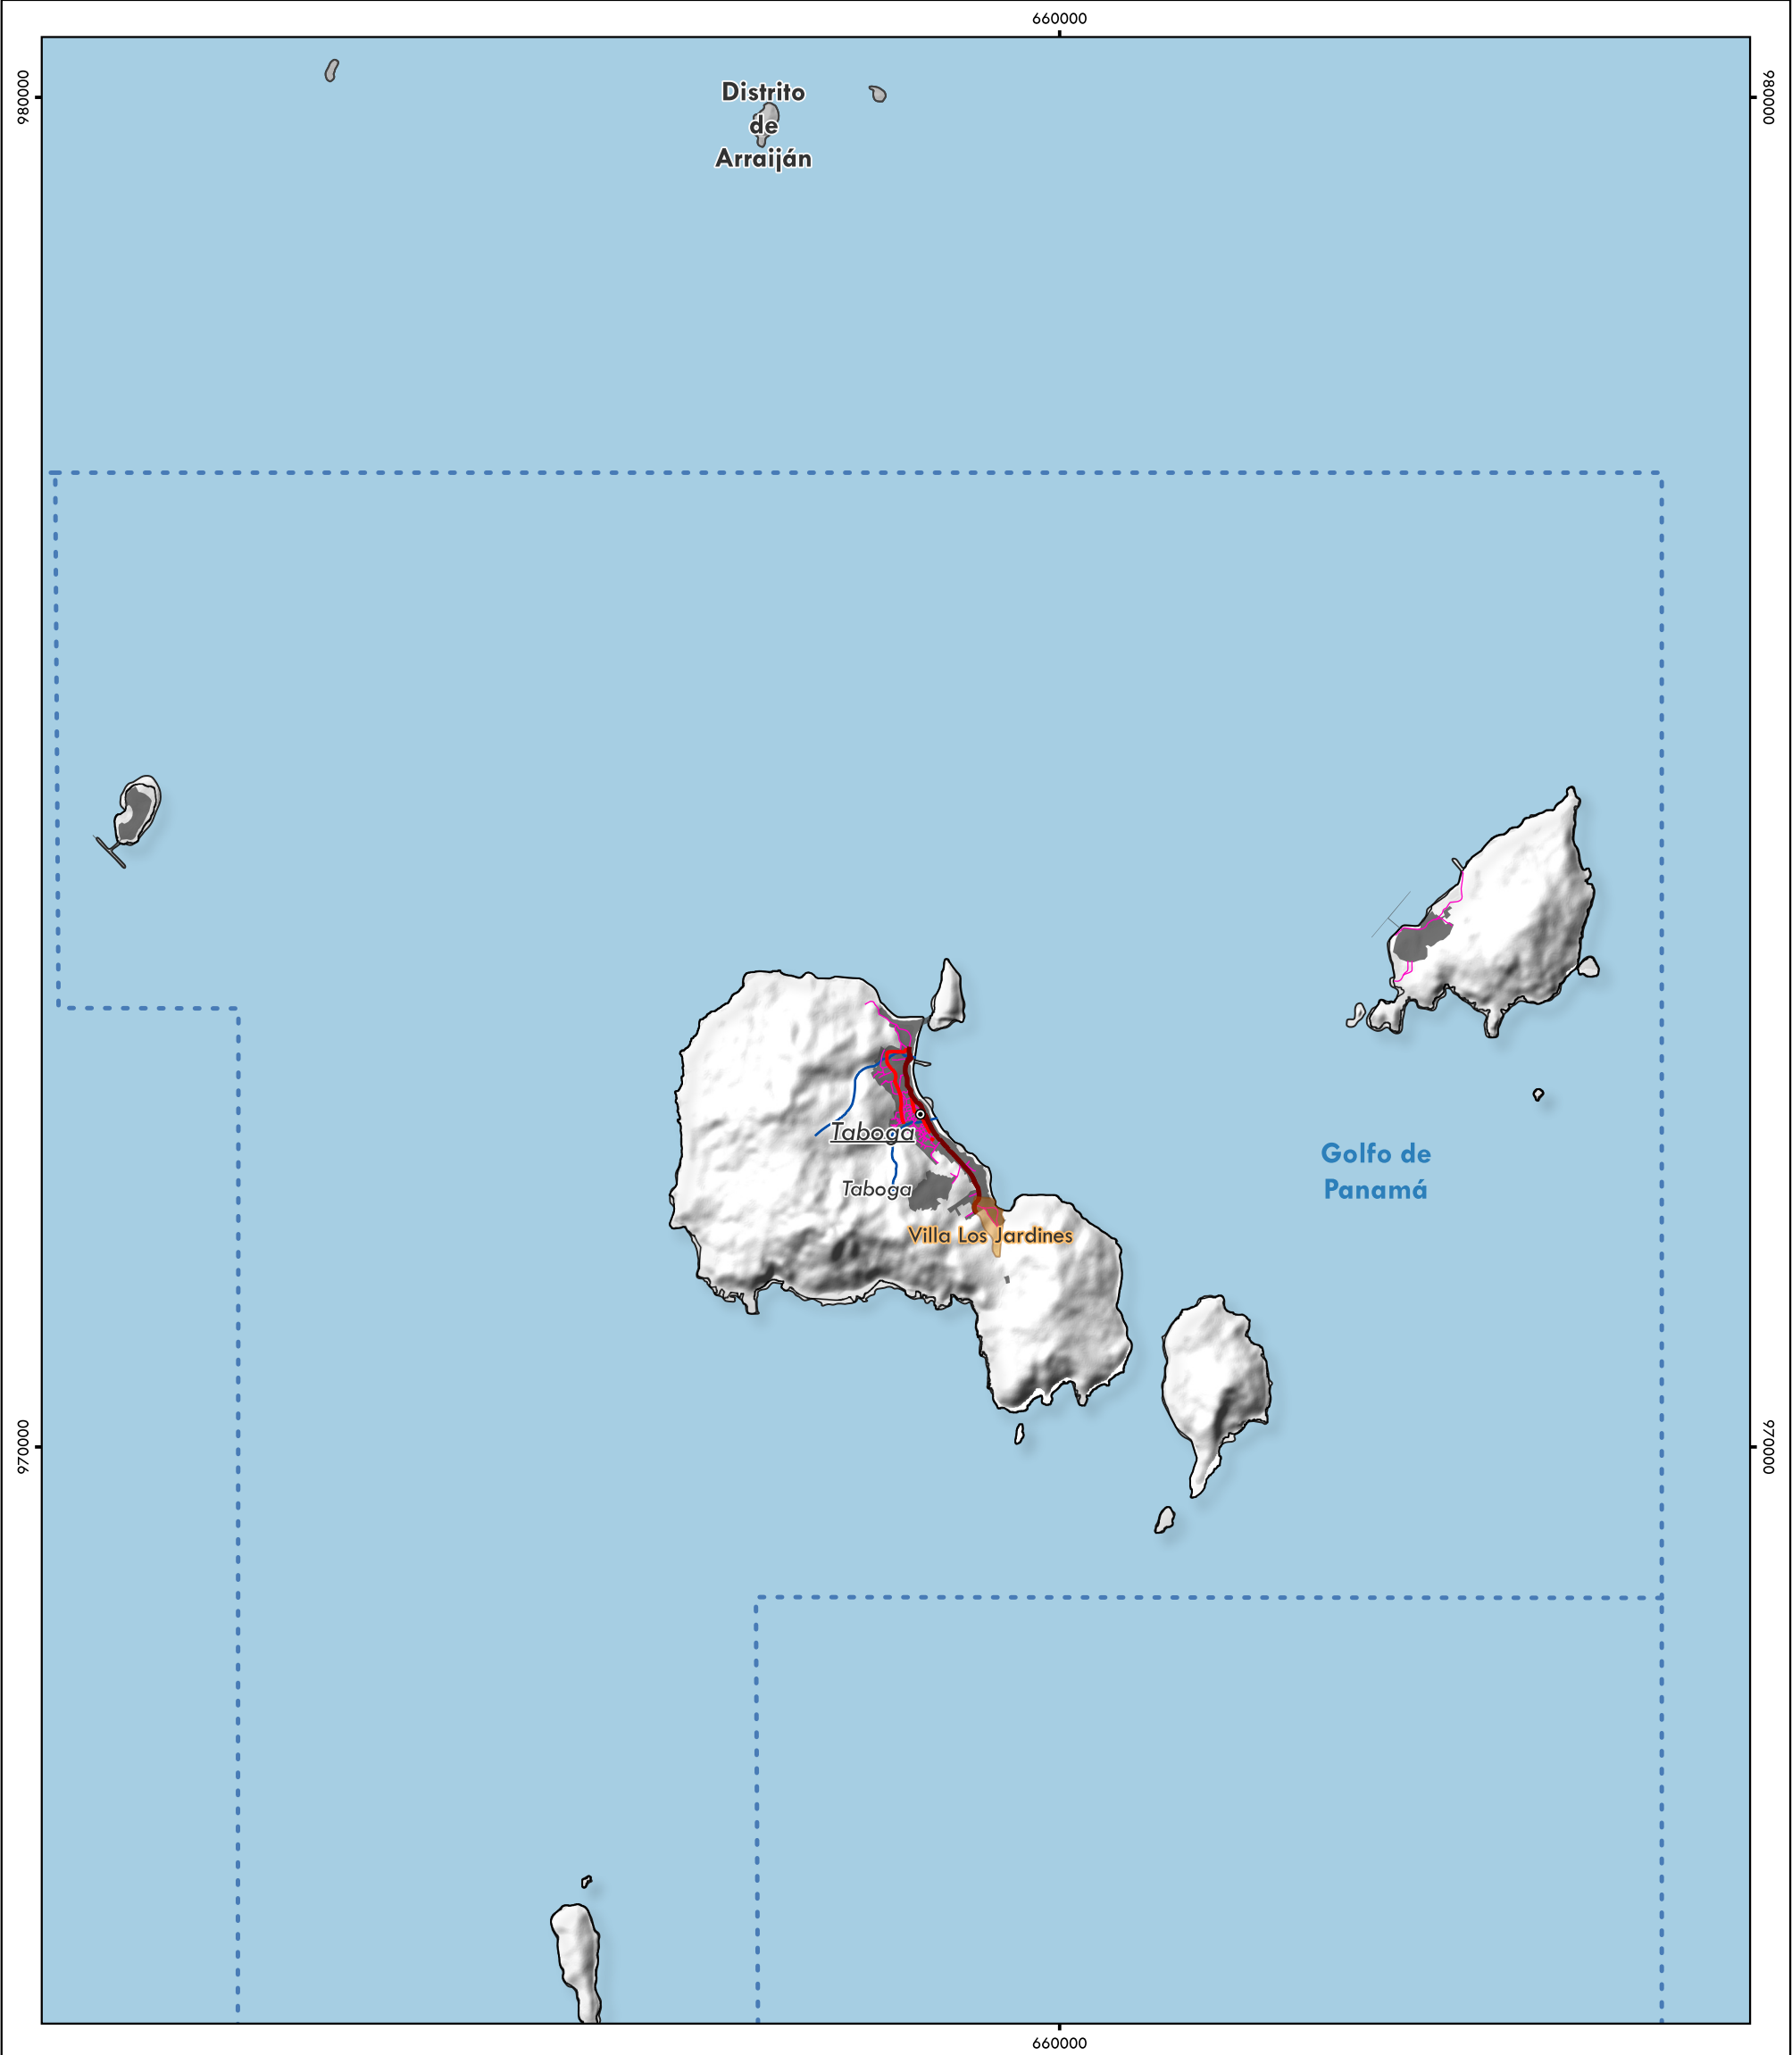 660000
980000
980000
Distrito
de
Arraiján
Taboga
Golfo de
Panamá
Taboga
Villa Los Jardines
970000
970000
660000